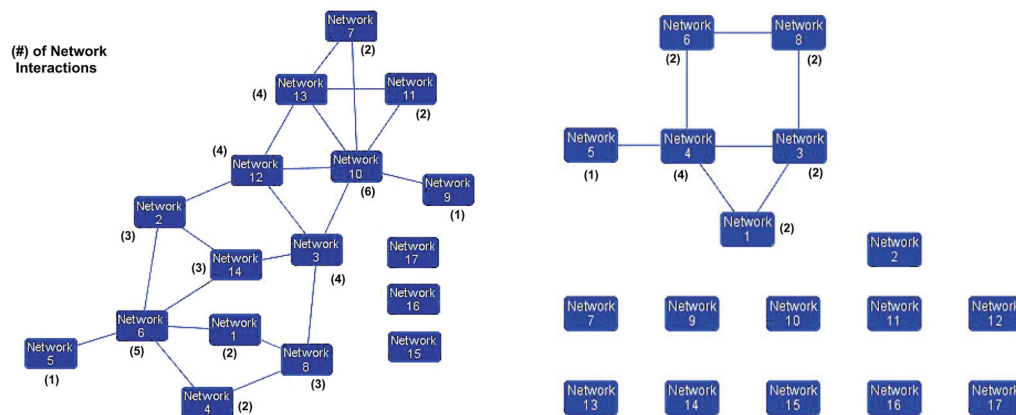 (#) of Network
Interactions
Network
7
(2)
Network
13
(4)
Network
11
(2)
Network
12
(4)
Network
10
(6)
Network
9
(1)
Network
2
(3)
Network
14
(3)
Network
3
(4)
Network
17
Network
16
Network
15
Network
6
(5)
Network
1
(2)
Network
5
(1)
Network
8
(3)
Network
4
(2)
Network
6
(2)
Network
8
(2)
Network
5
(1)
Network
4
(4)
Network
3
(2)
Network
1
(2)
Network
2
Network
7
Network
9
Network
10
Network
11
Network
12
Network
13
Network
14
Network
15
Network
16
Network
17